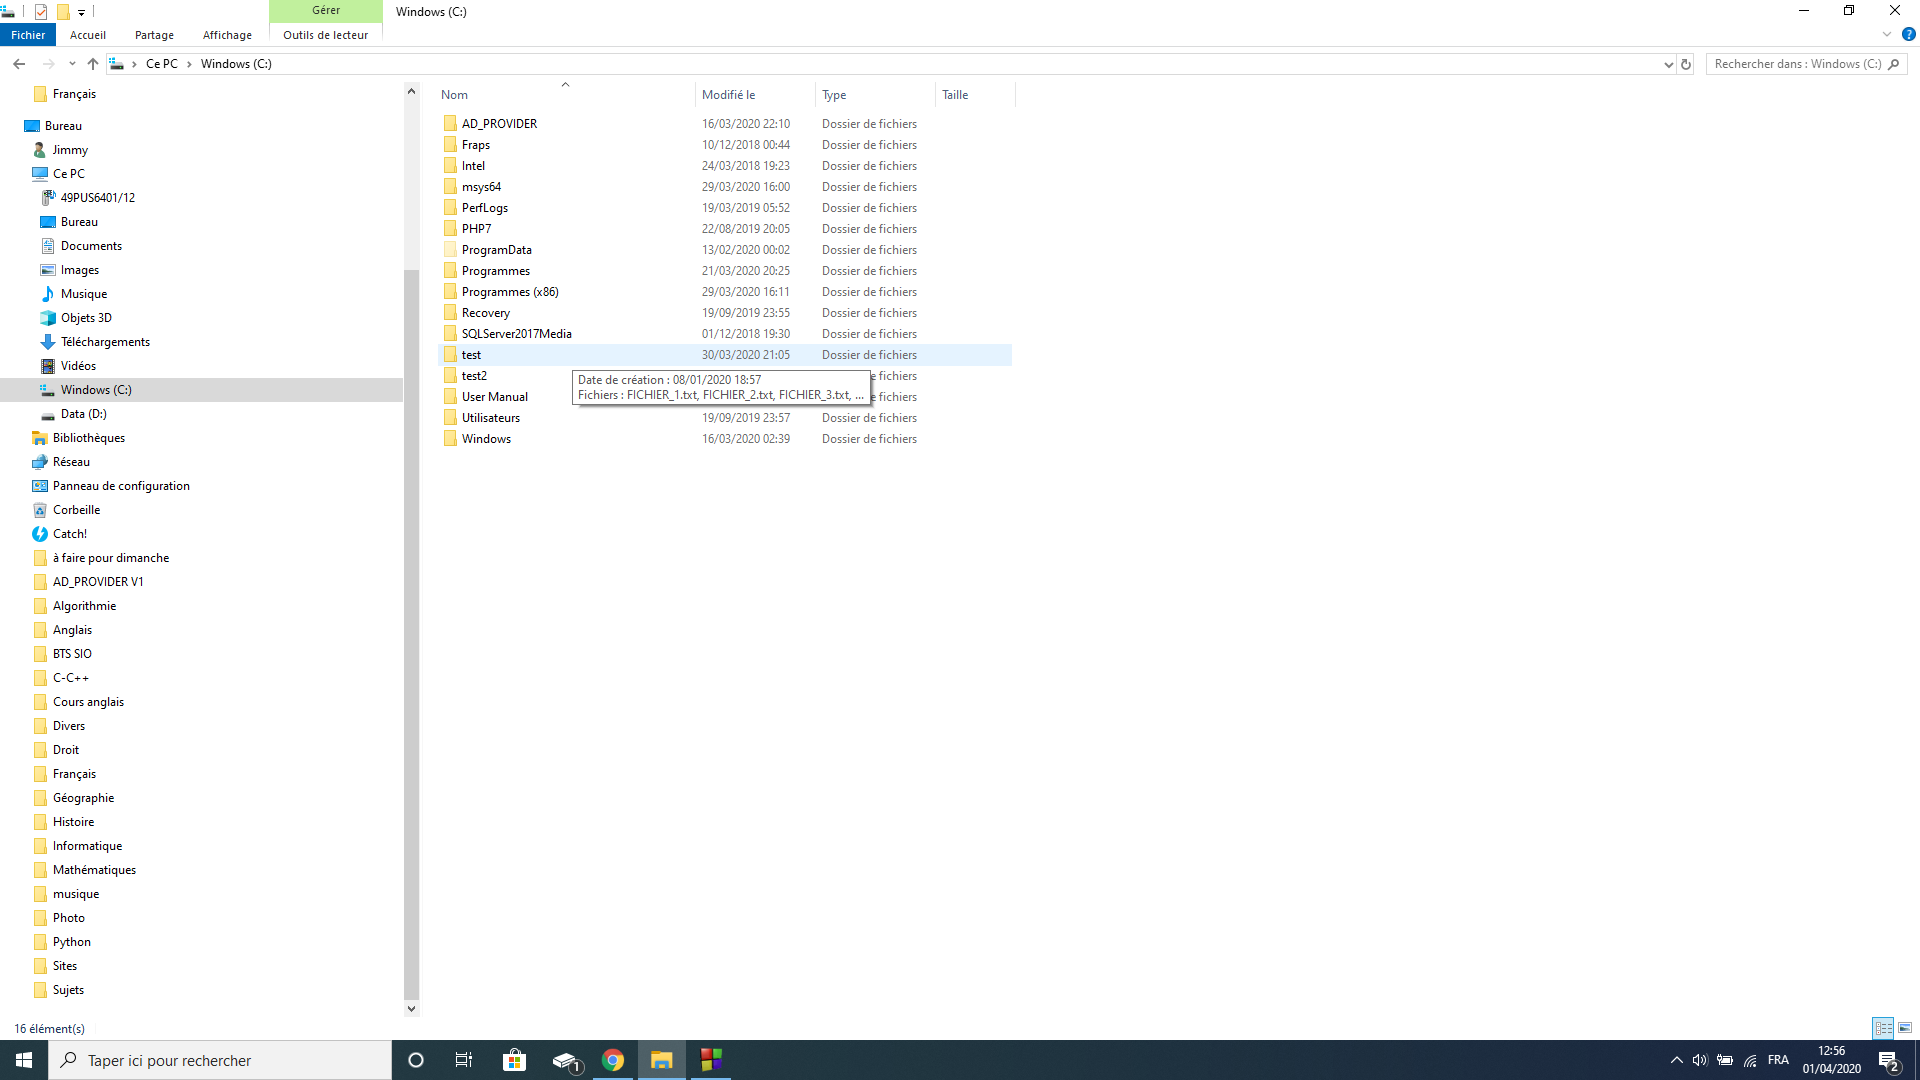 Gérer
Windows (C:)
Fichier
Accueil
Partage
Affichage
Outils de lecteur
Ce PC
Windows (C:)
Rechercher dans : Windows (C:)
Français
Bureau
Jimmy
Ce PC
49PUS6401/12
Bureau
Documents
Images
Musique
Objets 3D
Téléchargements
Vidéos
Windows (C:)
Data (D:)
Bibliothèques
Réseau
Panneau de configuration
Corbeille
Catch!
à faire pour dimanche
AD_PROVIDER V1
Algorithmie
Anglais
BTS SIO
C-C++
Cours anglais
Divers
Droit
Français
Géographie
Histoire
Informatique
Mathématiques
musique
Photo
Python
Sites
Sujets
Nom Modifié le Type Taille
AD_PROVIDER 16/03/2020 22:10 Dossier de fichiers
Fraps 10/12/2018 00:44 Dossier de fichiers
Intel 24/03/2018 19:23 Dossier de fichiers
msys64 29/03/2020 16:00 Dossier de fichiers
PerfLogs 19/03/2019 05:52 Dossier de fichiers
PHP7 22/08/2019 20:05 Dossier de fichiers
ProgramData 13/02/2020 00:02 Dossier de fichiers
Programmes 21/03/2020 20:25 Dossier de fichiers
Programmes (x86) 29/03/2020 16:11 Dossier de fichiers
Recovery 19/09/2019 23:55 Dossier de fichiers
SQLServer2017Media 01/12/2018 19:30 Dossier de fichiers
test 30/03/2020 21:05 Dossier de fichiers
test2 e fichiers
Date de création : 08/01/2020 18:57
Fichiers : FICHIER_1.txt, FICHIER_2.txt, FICHIER_3.txt, ...
User Manual e fichiers
Utilisateurs 19/09/2019 23:57 Dossier de fichiers
Windows 16/03/2020 02:39 Dossier de fichiers
16 élément(s)
Taper ici pour rechercher
1
FRA
12:56
01/04/2020
2